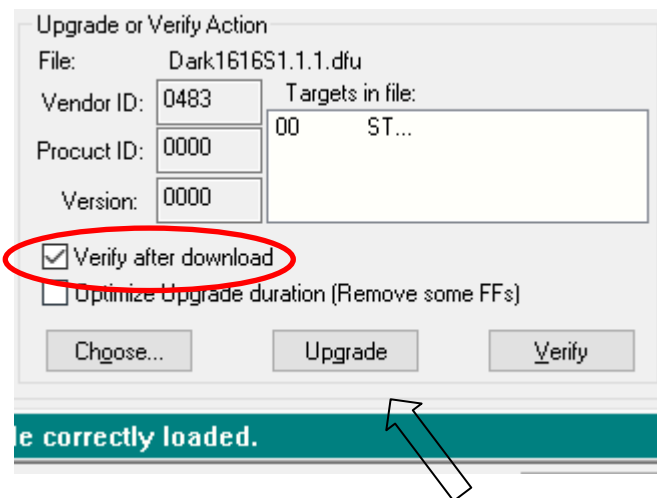 Upgrade or Verify Action
File: Dark1616S1.1.1.dfu
Vendor ID: 0483
Targets in file:
00 ST...
Procuct ID: 0000
Version: 0000
Verify after download
Optimize Upgrade duration (Remove some FFs)
Choose... Upgrade Verify
le correctly loaded.